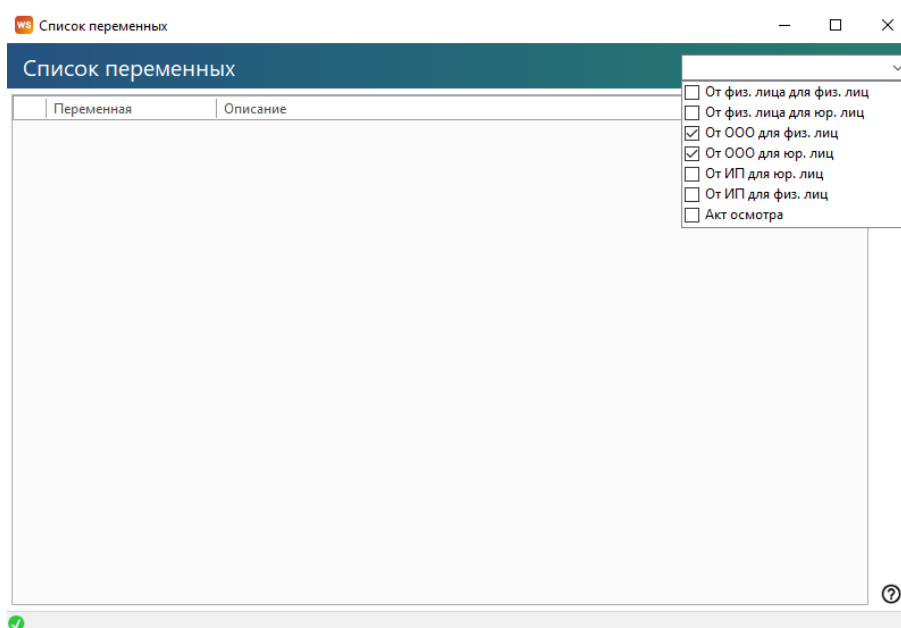 WS Список переменных
Список переменных
Переменная Описание
От физ. лица для физ. лиц
От физ. лица для юр. лиц
От ООО для физ. лиц
От ООО для юр. лиц
От ИП для юр. лиц
От ИП для физ. лиц
Акт осмотра
?